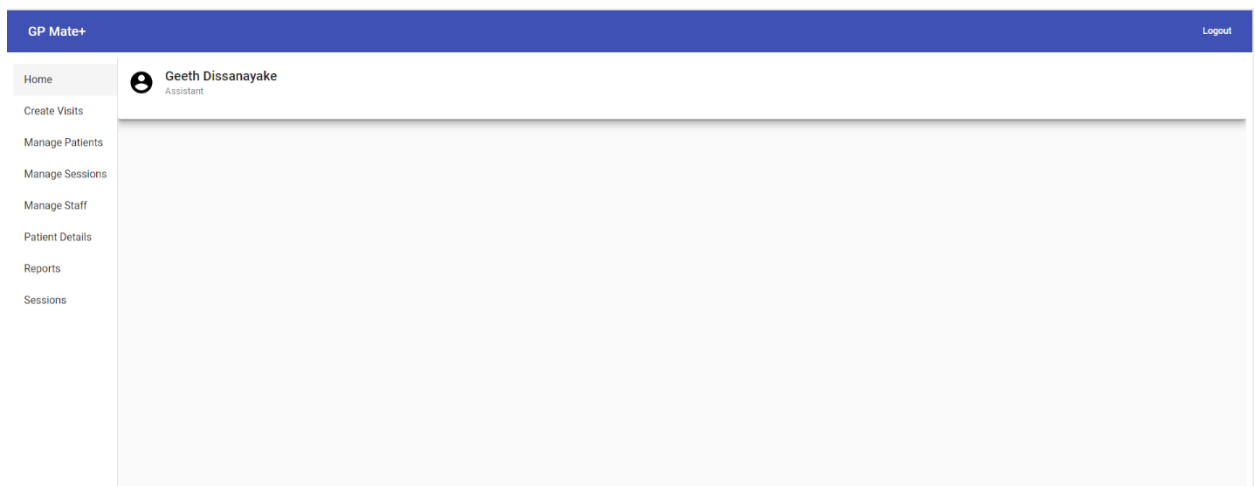 GP Mate+
Logout
Home
Create Visits
Manage Patients
Manage Sessions
Manage Staff
Patient Details
Reports
Sessions
Geeth Dissanayake
Assistant